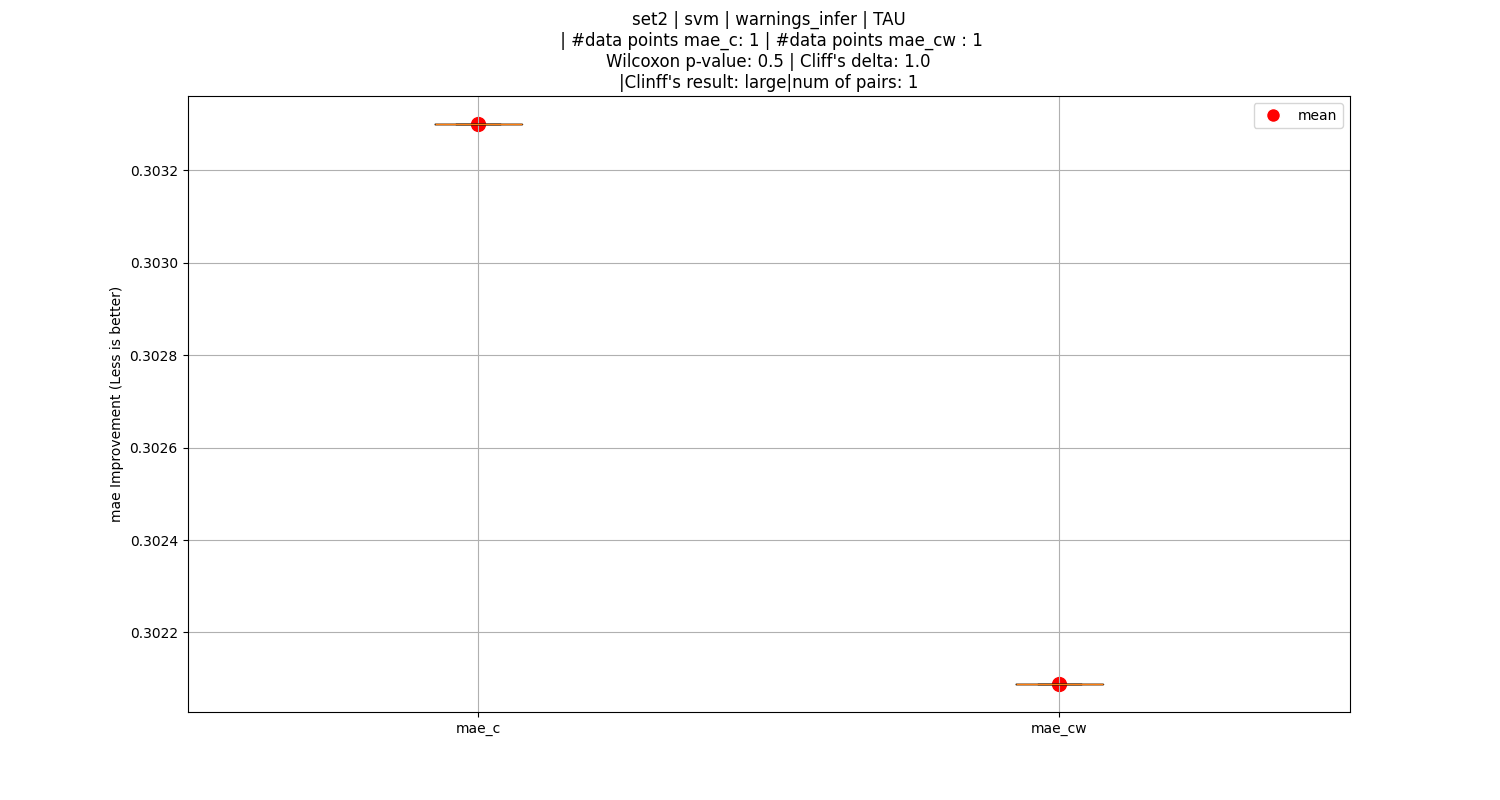 set2 | svm | warnings_infer | TAU
| #data points mae_c: 1 | #data points mae_cw : 1
Wilcoxon p-value: 0.5 | Cliff's delta: 1.0
|Clinff's result: large|num of pairs: 1
mean
mae Improvement (Less is better)
0.3032
0.3030
0.3028
0.3026
0.3024
0.3022
mae_c
mae_cw